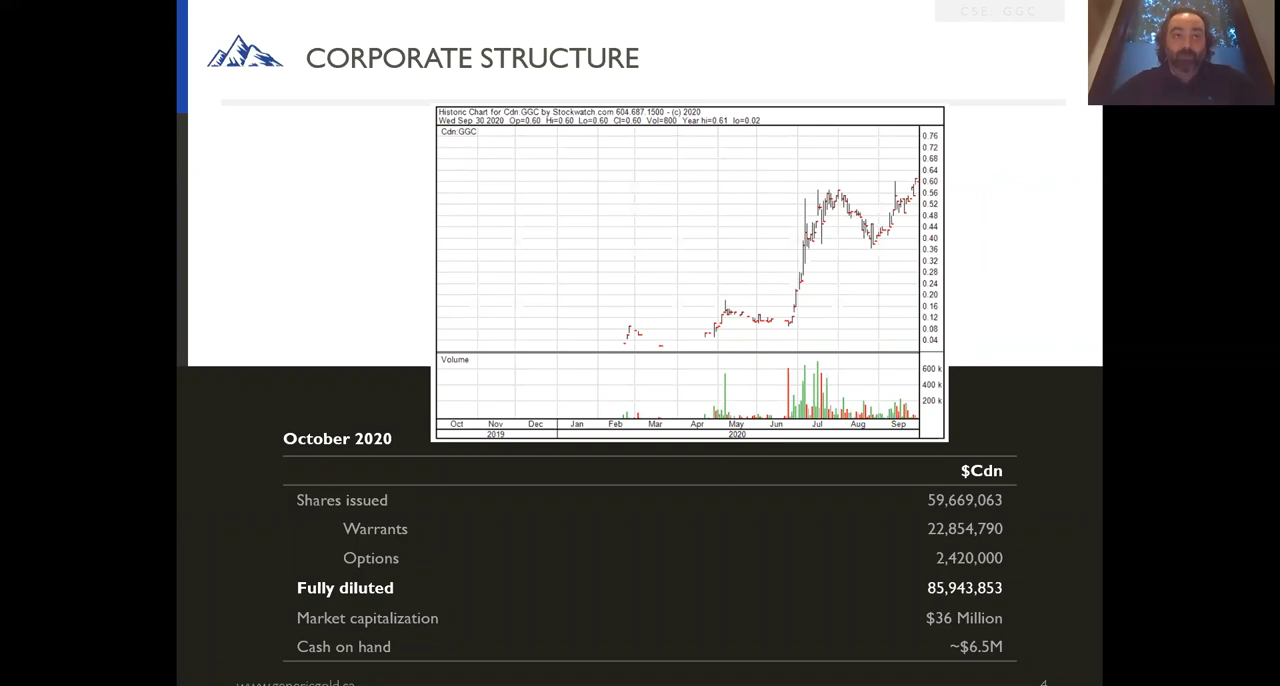 CSE: GGC
CORPORATE STRUCTURE
Historic Chart for Cdn:GGC by Stockwatch.com 604.687.1500 - (c) 2020
Wed Sep 30 2020 Op=0.60 Hi=0.60 Lo=0.60 Cl=0.60 Vol=800 Year hi=0.61 lo=0.02
Cdn:GGC
0.76
0.72
0.68
0.64
0.60
0.56
0.52
0.48
0.44
0.40
0.36
0.32
0.28
0.24
0.20
0.16
0.12
0.08
0.04
Volume
600 k
400 k
200 k
Oct Nov Dec Jan Feb Mar Apr May Jun Jul Aug Sep
2019 2020
October 2020
$Cdn
Shares issued 59,669,063
Warrants 22,854,790
Options 2,420,000
Fully diluted 85,943,853
Market capitalization $36 Million
Cash on hand ~$6.5M
www.genericgold.ca 4